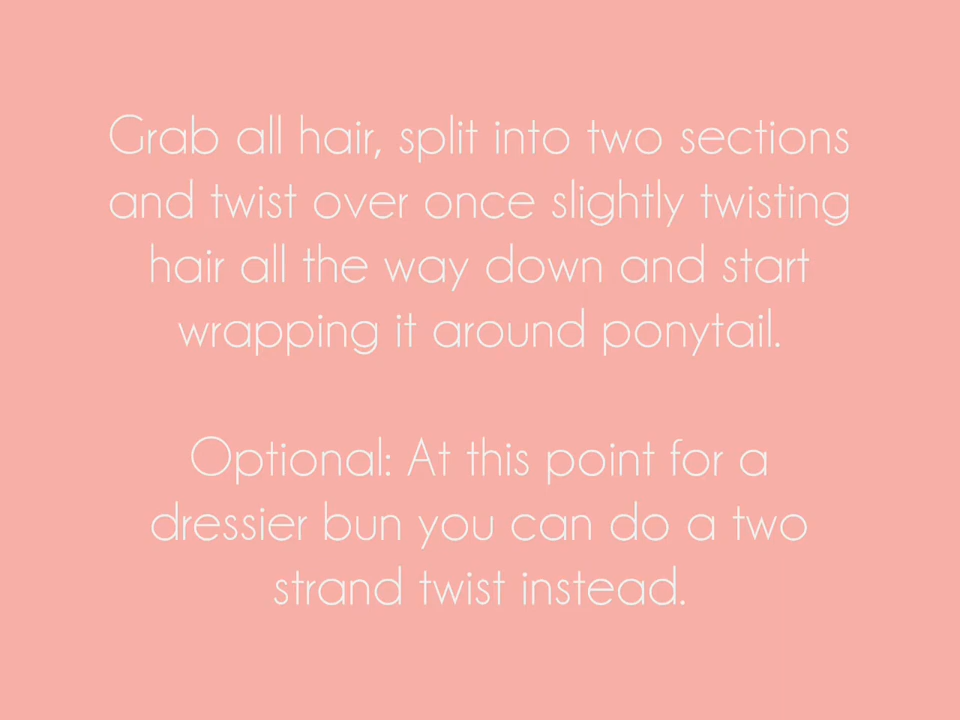 Grab all hair, split into two sections
and twist over once slightly twisting
hair all the way down and start
wrapping it around ponytail.
Optional: At this point for a
dressier bun you can do a two
strand twist instead.